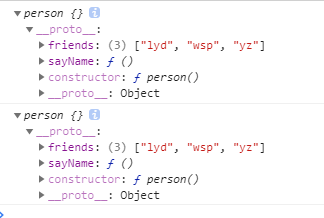 person {} i
__proto__:
friends: (3) ["lyd", "wsp", "yz"]
sayName: ƒ ()
constructor: ƒ person()
__proto__: Object
person {} i
__proto__:
friends: (3) ["lyd", "wsp", "yz"]
sayName: ƒ ()
constructor: ƒ person()
__proto__: Object